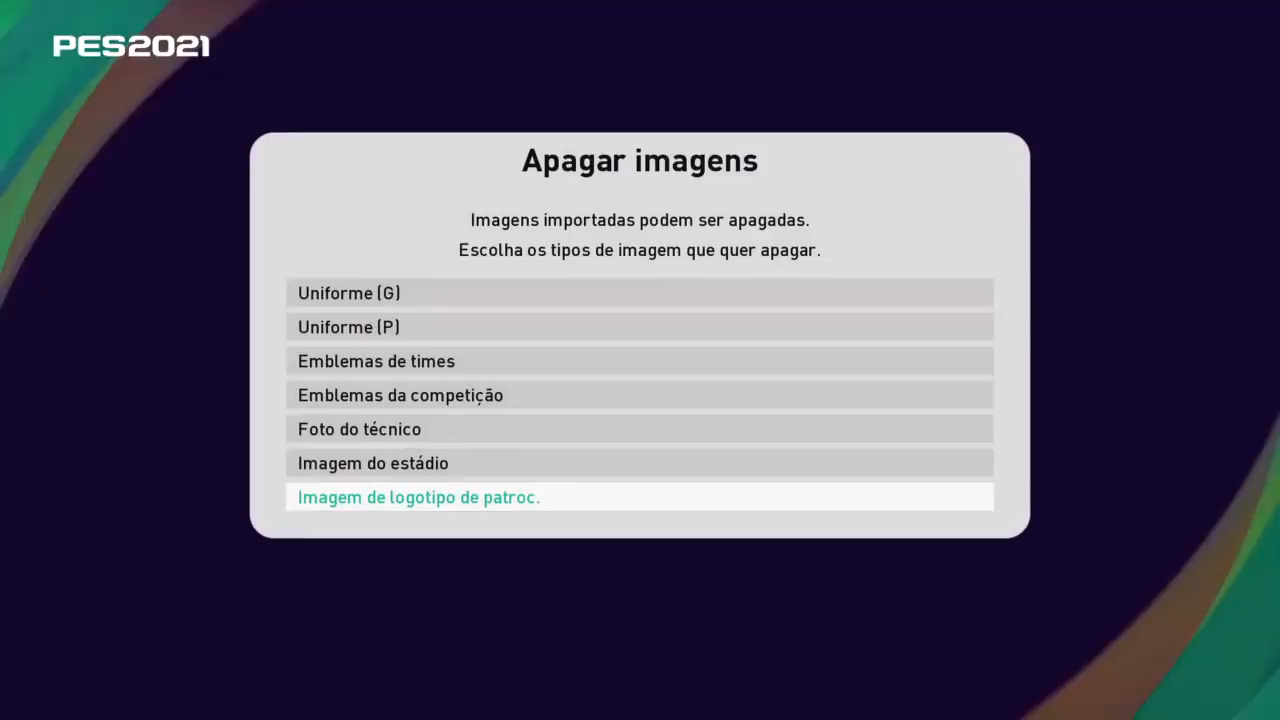 PES2021
Apagar imagens
Imagens importadas podem ser apagadas.
Escolha os tipos de imagem que quer apagar.
Uniforme (G)
Uniforme (P)
Emblemas de times
Emblemas da competição
Foto do técnico
Imagem do estádio
Imagem de logotipo de patroc.